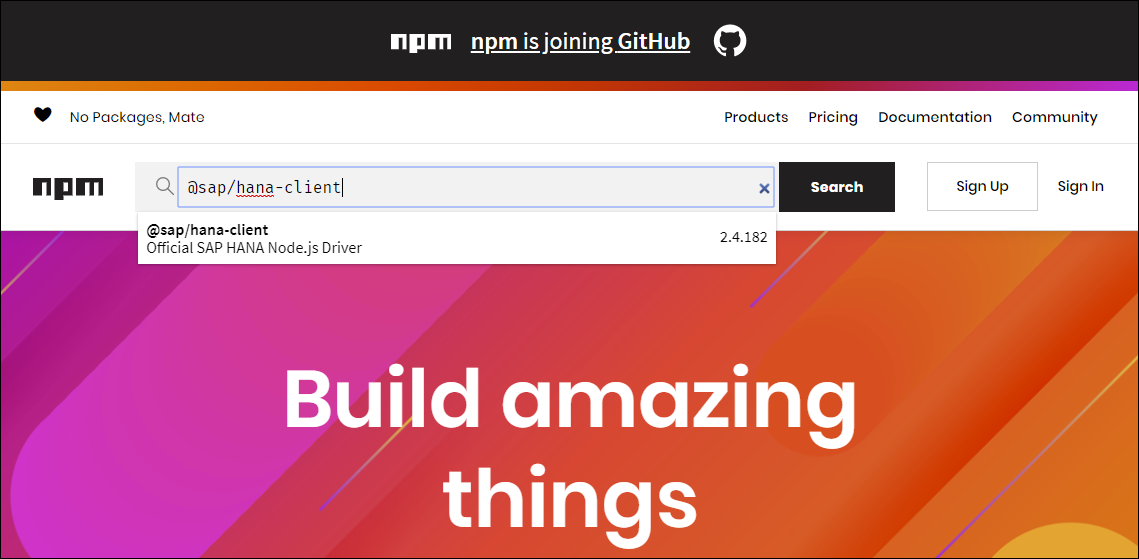 npm npm is joining GitHub
No Packages, Mate Products Pricing Documentation Community
npm @sap/hana-client Search Sign Up Sign In
@sap/hana-client
Official SAP HANA Node.js Driver 2.4.182
Build amazing
things